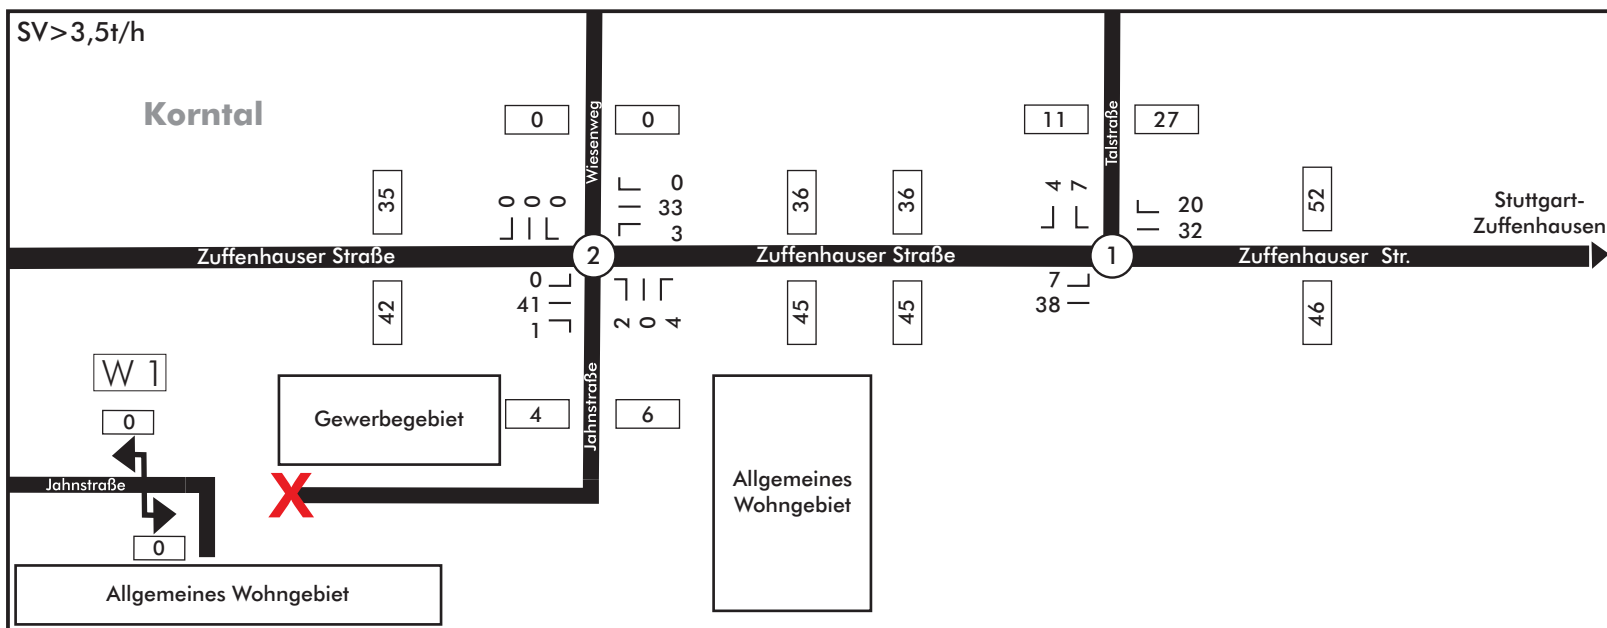 SV>3,5t/h
Korntal
Wiesenweg
Talstraße
0
0
11
27
35
0
0
0
0
33
3
36
36
4
7
20
32
52
Stuttgart-
Zuffenhausen
Zuffenhauser Straße
2
Zuffenhauser Straße
1
Zuffenhauser Str.
42
0
41
1
2
0
4
45
45
7
38
46
W 1
0
Jahnstraße
0
Gewerbegebiet
4
6
Jahnstraße
Allgemeines
Wohngebiet
X
Allgemeines Wohngebiet